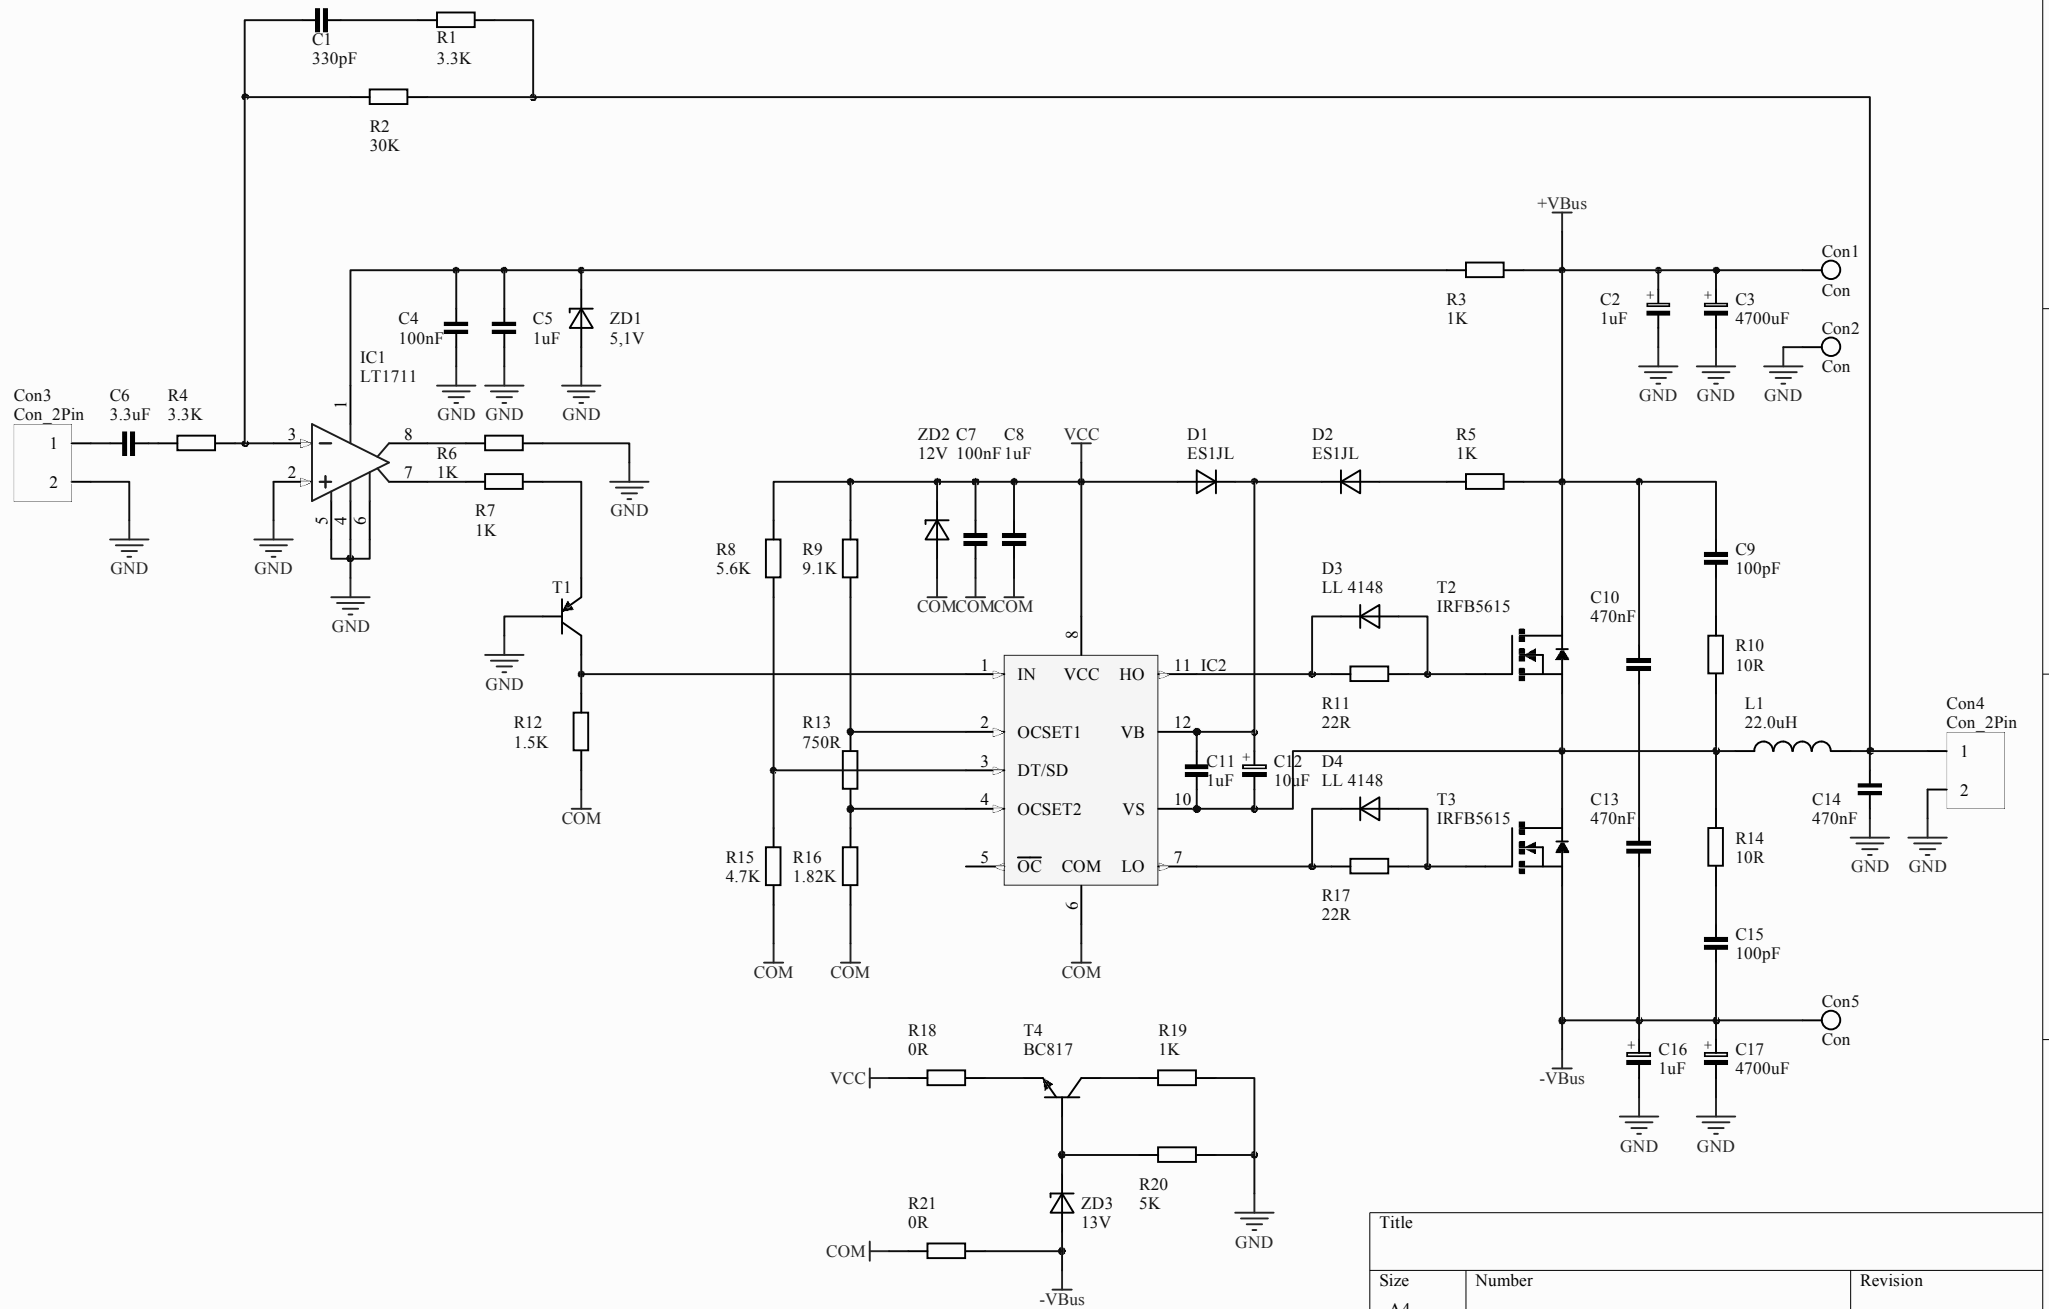 C1
330pF
R1
3.3K
R2
30K
+VBus
Con1
Con
R3
1K
C2
1uF
+
C3
4700uF
+
Con2
Con
GND
GND
GND
C4
100nF
C5
1uF
ZD1
5,1V
IC1
LT1711
1
GND
GND
GND
Con3
Con_2Pin
1
2
C6
3.3uF
R4
3.3K
3
2
8
7
5
4
6
R6
1K
R7
1K
GND
GND
GND
GND
T1
GND
R12
1.5K
COM
ZD2
12V
C7
100nF
C8
1uF
VCC
D1
ES1JL
D2
ES1JL
R5
1K
R8
5.6K
R9
9.1K
COM
COM
COM
8
D3
LL 4148
T2
IRFB5615
C10
470nF
C9
100pF
R10
10R
1
IN
VCC
HO
11
IC2
R11
22R
R13
750R
2
OCSET1
VB
12
3
DT/SD
4
OCSET2
VS
10
C11
1uF
+
C12
10uF
D4
LL 4148
T3
IRFB5615
C13
470nF
L1
22.0uH
Con4
Con_2Pin
1
2
C14
470nF
GND
GND
R14
10R
R15
4.7K
R16
1.82K
5
OC
COM
LO
7
R17
22R
6
COM
COM
COM
C15
100pF
Con5
Con
+
C16
1uF
+
C17
4700uF
-VBus
GND
GND
R18
0R
T4
BC817
R19
1K
VCC
R20
5K
R21
0R
ZD3
13V
COM
GND
-VBus
Title
Size
Number
Revision
A4